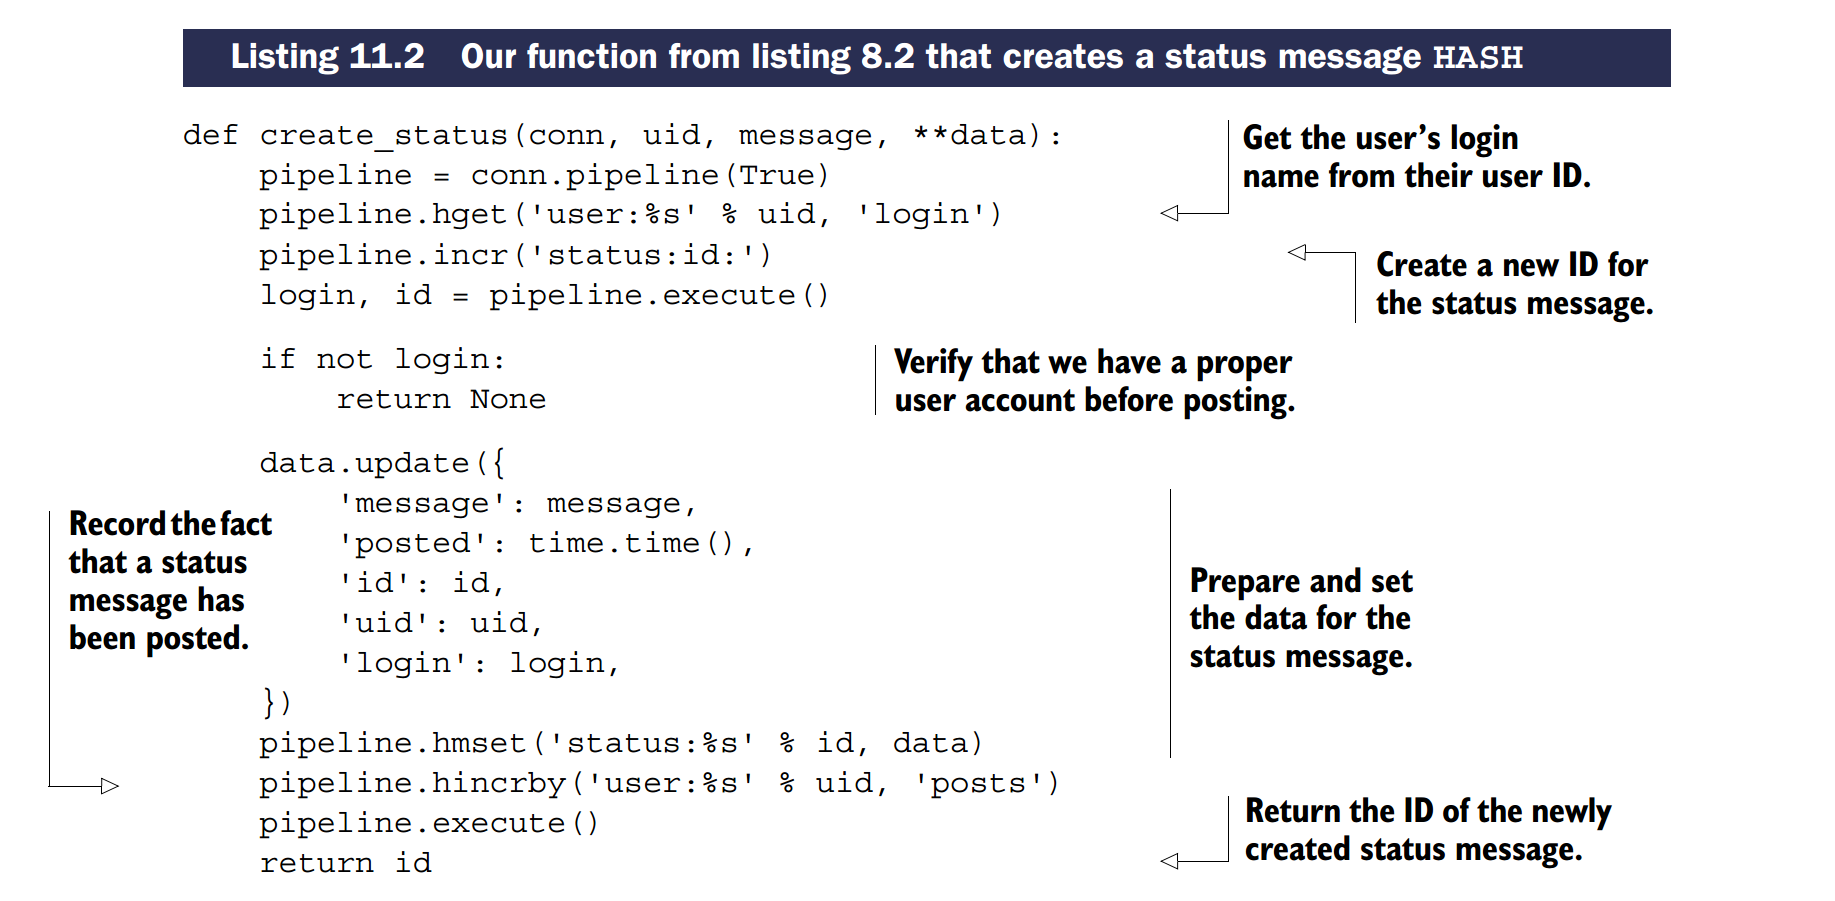 Listing 11.2 Our function from listing 8.2 that creates a status message HASH
def create_status(conn, uid, message, **data):
    pipeline = conn.pipeline(True)
    pipeline.hget('user:%s' % uid, 'login')
    pipeline.incr('status:id:')
    login, id = pipeline.execute()
Get the user's login
name from their user ID.
Create a new ID for
the status message.
    if not login:
        return None
Verify that we have a proper
user account before posting.
    data.update({
        'message': message,
        'posted': time.time(),
        'id': id,
        'uid': uid,
        'login': login,
    })
    pipeline.hmset('status:%s' % id, data)
    pipeline.hincrby('user:%s' % uid, 'posts')
    pipeline.execute()
    return id
Record the fact
that a status
message has
been posted.
Prepare and set
the data for the
status message.
Return the ID of the newly
created status message.